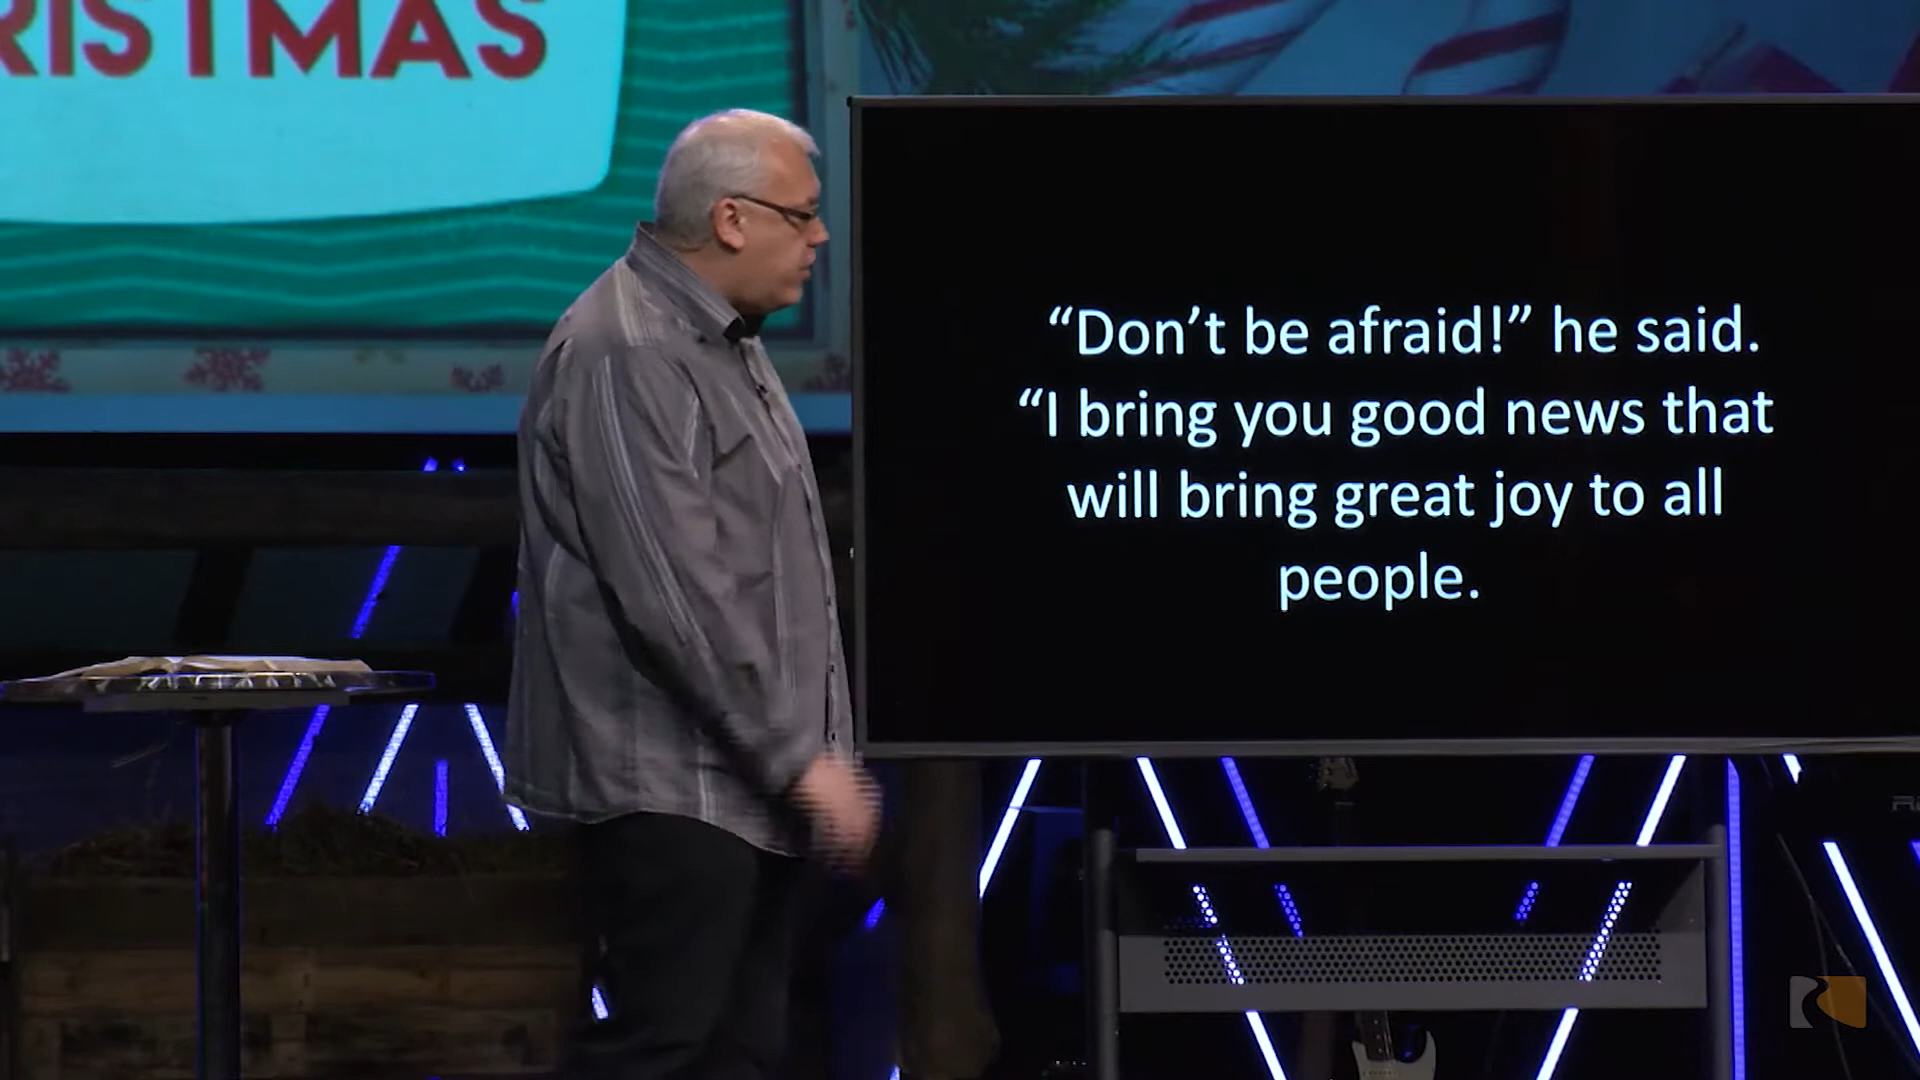 RISTMAS
“Don’t be afraid!” he said.
“I bring you good news that
will bring great joy to all
people.